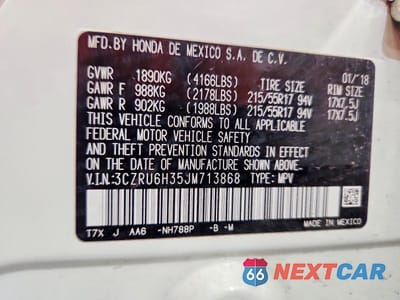 MFD. BY HONDA DE MEXICO S.A. DE C.V.
GVWR 1890KG (4166LBS) TIRE SIZE 01/'18 RIM SIZE
GAWR F 988KG (2178LBS) 215/55R17 94V 17X7.5J
GAWR R 902KG (1988LBS) 215/55R17 94V 17X7.5J
THIS VEHICLE CONFORMS TO ALL APPLICABLE
FEDERAL MOTOR VEHICLE SAFETY
AND THEFT PREVENTION STANDARDS IN EFFECT
ON THE DATE OF MANUFACTURE SHOWN ABOVE.
V.I.N:3CZRU6H35JM713868 TYPE: MPV
T7X J AA6 -NH788P -B -M MADE IN MEXICO
66 NEXTCAR